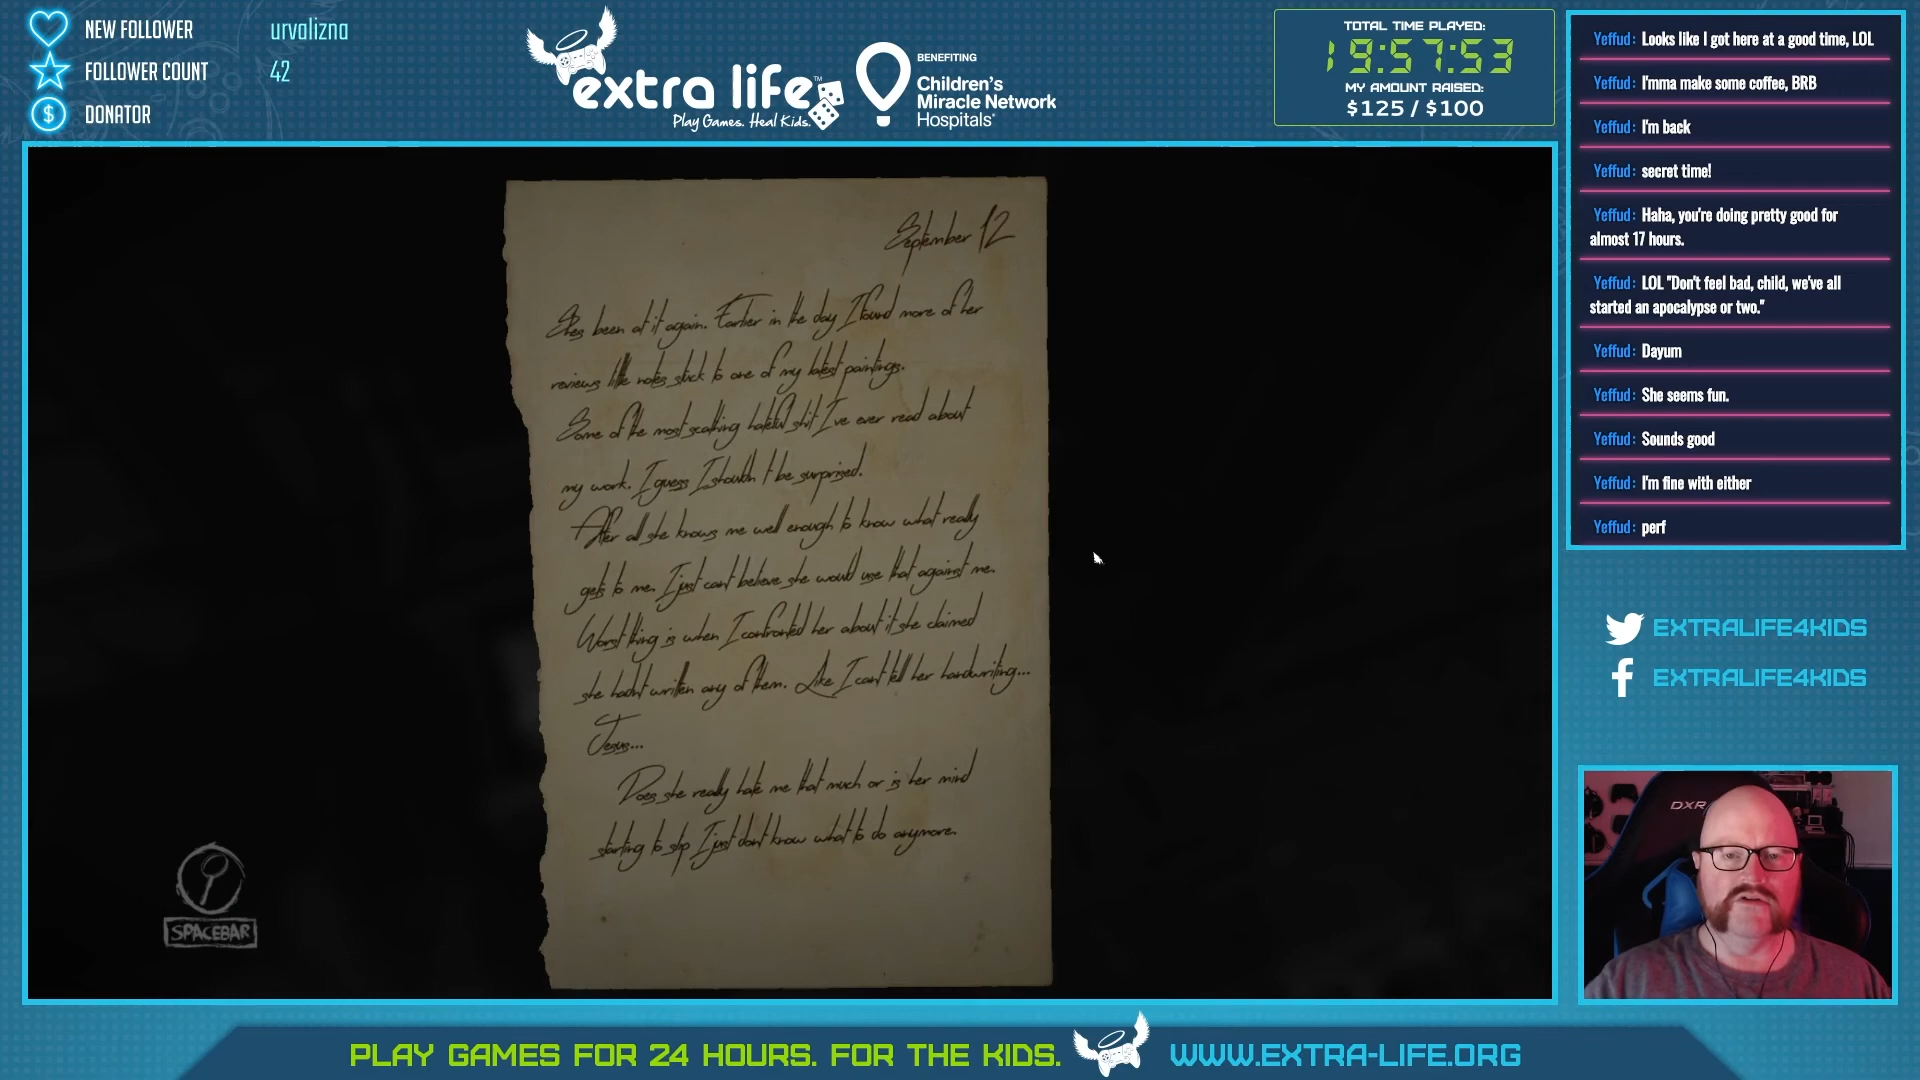 NEW FOLLOWER
urvalizna
FOLLOWER COUNT
42
DONATOR
extra life™
Play Games. Heal Kids.
BENEFITING
Children's
Miracle Network
Hospitals®
TOTAL TIME PLAYED:
19:57:53
MY AMOUNT RAISED:
$125 / $100
Yeffud: Looks like I got here at a good time, LOL
Yeffud: I'mma make some coffee, BRB
Yeffud: I'm back
Yeffud: secret time!
Yeffud: Haha, you're doing pretty good for
almost 17 hours.
Yeffud: LOL "Don't feel bad, child, we've all
started an apocalypse or two."
Yeffud: Dayum
Yeffud: She seems fun.
Yeffud: Sounds good
Yeffud: I'm fine with either
Yeffud: perf
September 12
Shes been at it again. Earlier in the day I found more of her
reviews little notes stuck to one of my latest paintings.
Some of the most scathing hateful shit I've ever read about
my work. I guess I shouldn't be surprised.
After all she knows me well enough to know what really
gets to me. I just cant believe she would use that against me.
Worst thing is when I confronted her about it she claimed
she hadnt written any of them. Like I cant tell her handwriting...
Jesus...
Does she really hate me that much or is her mind
starting to slip I just dont know what to do anymore.
SPACEBAR
EXTRALIFE4KIDS
EXTRALIFE4KIDS
DXR
PLAY GAMES FOR 24 HOURS. FOR THE KIDS.
WWW.EXTRA-LIFE.ORG